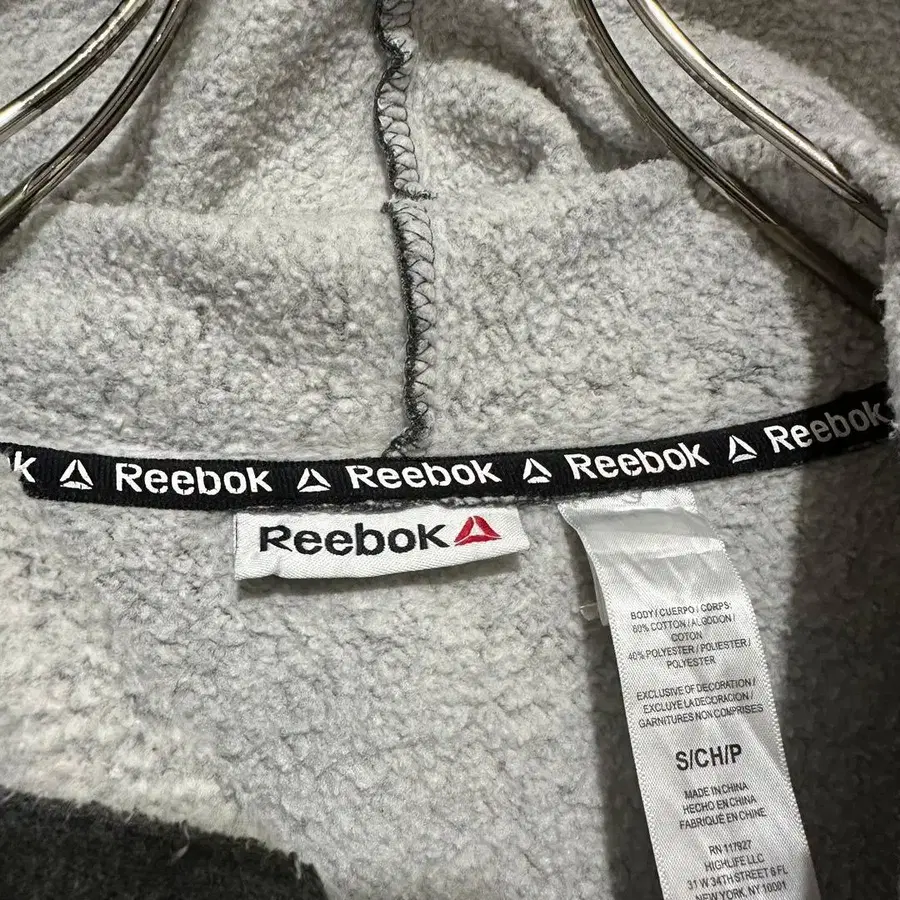 k Reebok Reebok Reebok Reebok
Reebok
BODY / CUERPO / CORPS:
60% COTTON / ALGODON /
COTON
40% POLYESTER / POLIESTER /
POLYESTER
EXCLUSIVE OF DECORATION /
EXCLUYE LA DECORACION /
GARNITURES NON COMPRISES
S/CH/P
MADE IN CHINA
HECHO EN CHINA
FABRIQUÉ EN CHINE
RN 117927
HIGHLIFE LLC
31 W 34TH STREET 6 FL
NEW YORK, NY, 10001